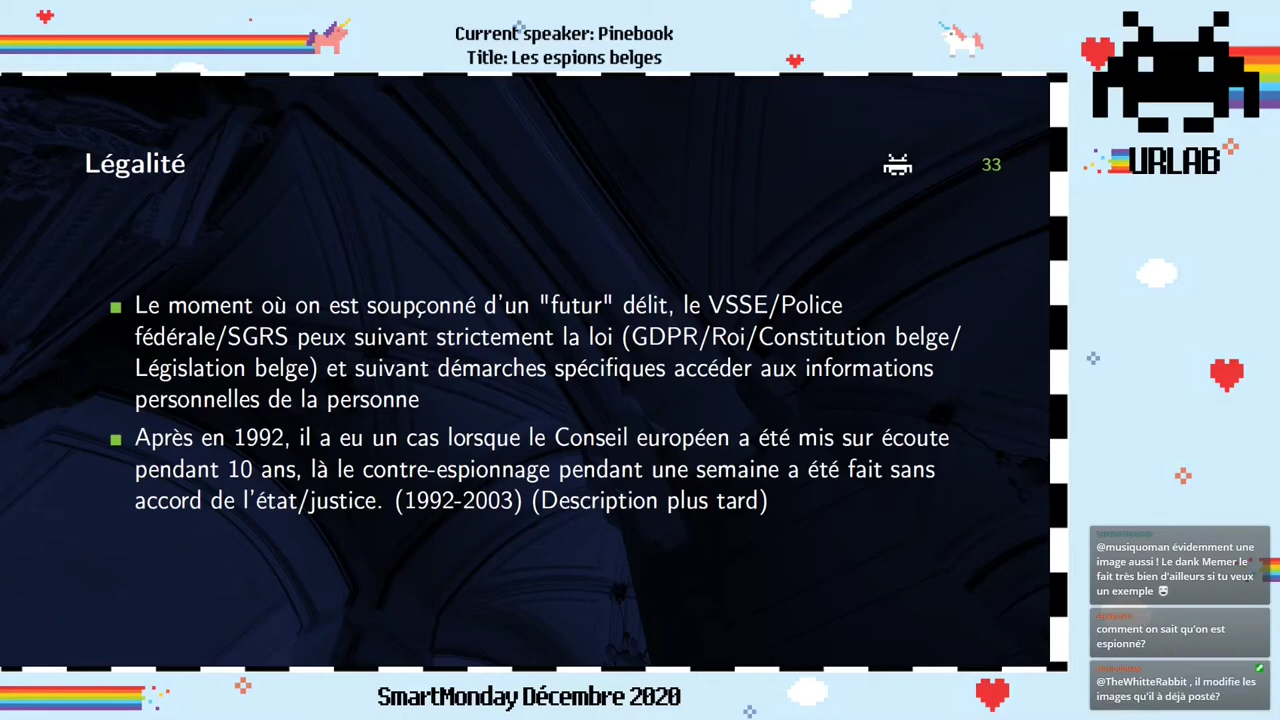 Current speaker: Pinebook
Title: Les espions belges
URLAB
Légalité
33
Le moment où on est soupçonné d'un "futur" délit, le VSSE/Police
fédérale/SGRS peux suivant strictement la loi (GDPR/Roi/Constitution belge/
Législation belge) et suivant démarches spécifiques accéder aux informations
personnelles de la personne
Après en 1992, il a eu un cas lorsque le Conseil européen a été mis sur écoute
pendant 10 ans, là le contre-espionnage pendant une semaine a été fait sans
accord de l'état/justice. (1992-2003) (Description plus tard)
@musiquoman évidemment une
image aussi ! Le dank Memer le
fait très bien d'ailleurs si tu veux
un exemple
comment on sait qu'on est
espionné?
@TheWhitteRabbit , il modifie les
images qu'il à déjà posté?
SmartMonday Décembre 2020